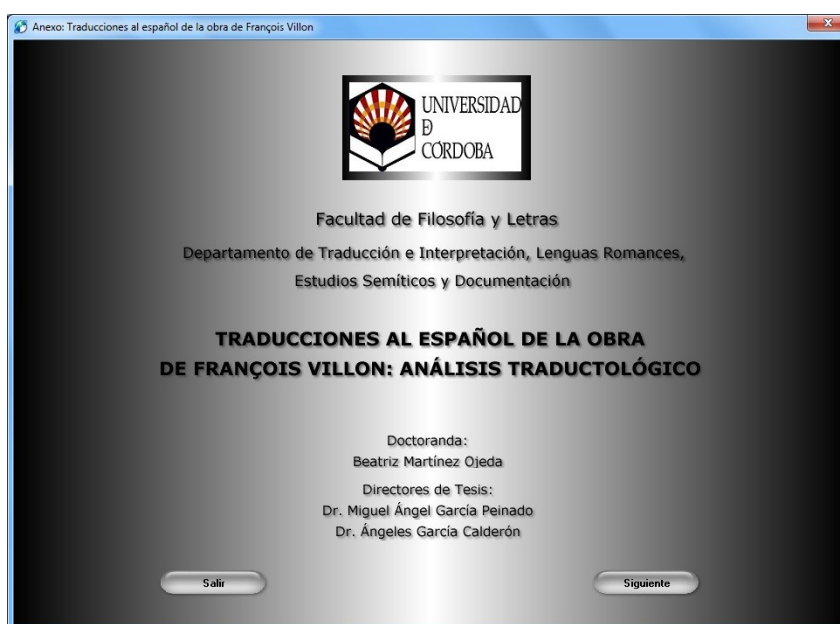 Anexo: Traducciones al español de la obra de François Villon
UNIVERSIDAD
D
CÓRDOBA
Facultad de Filosofía y Letras
Departamento de Traducción e Interpretación, Lenguas Romances,
Estudios Semíticos y Documentación
TRADUCCIONES AL ESPAÑOL DE LA OBRA
DE FRANÇOIS VILLON: ANÁLISIS TRADUCTOLÓGICO
Doctoranda:
Beatriz Martínez Ojeda
Directores de Tesis:
Dr. Miguel Ángel García Peinado
Dr. Ángeles García Calderón
Salir
Siguiente